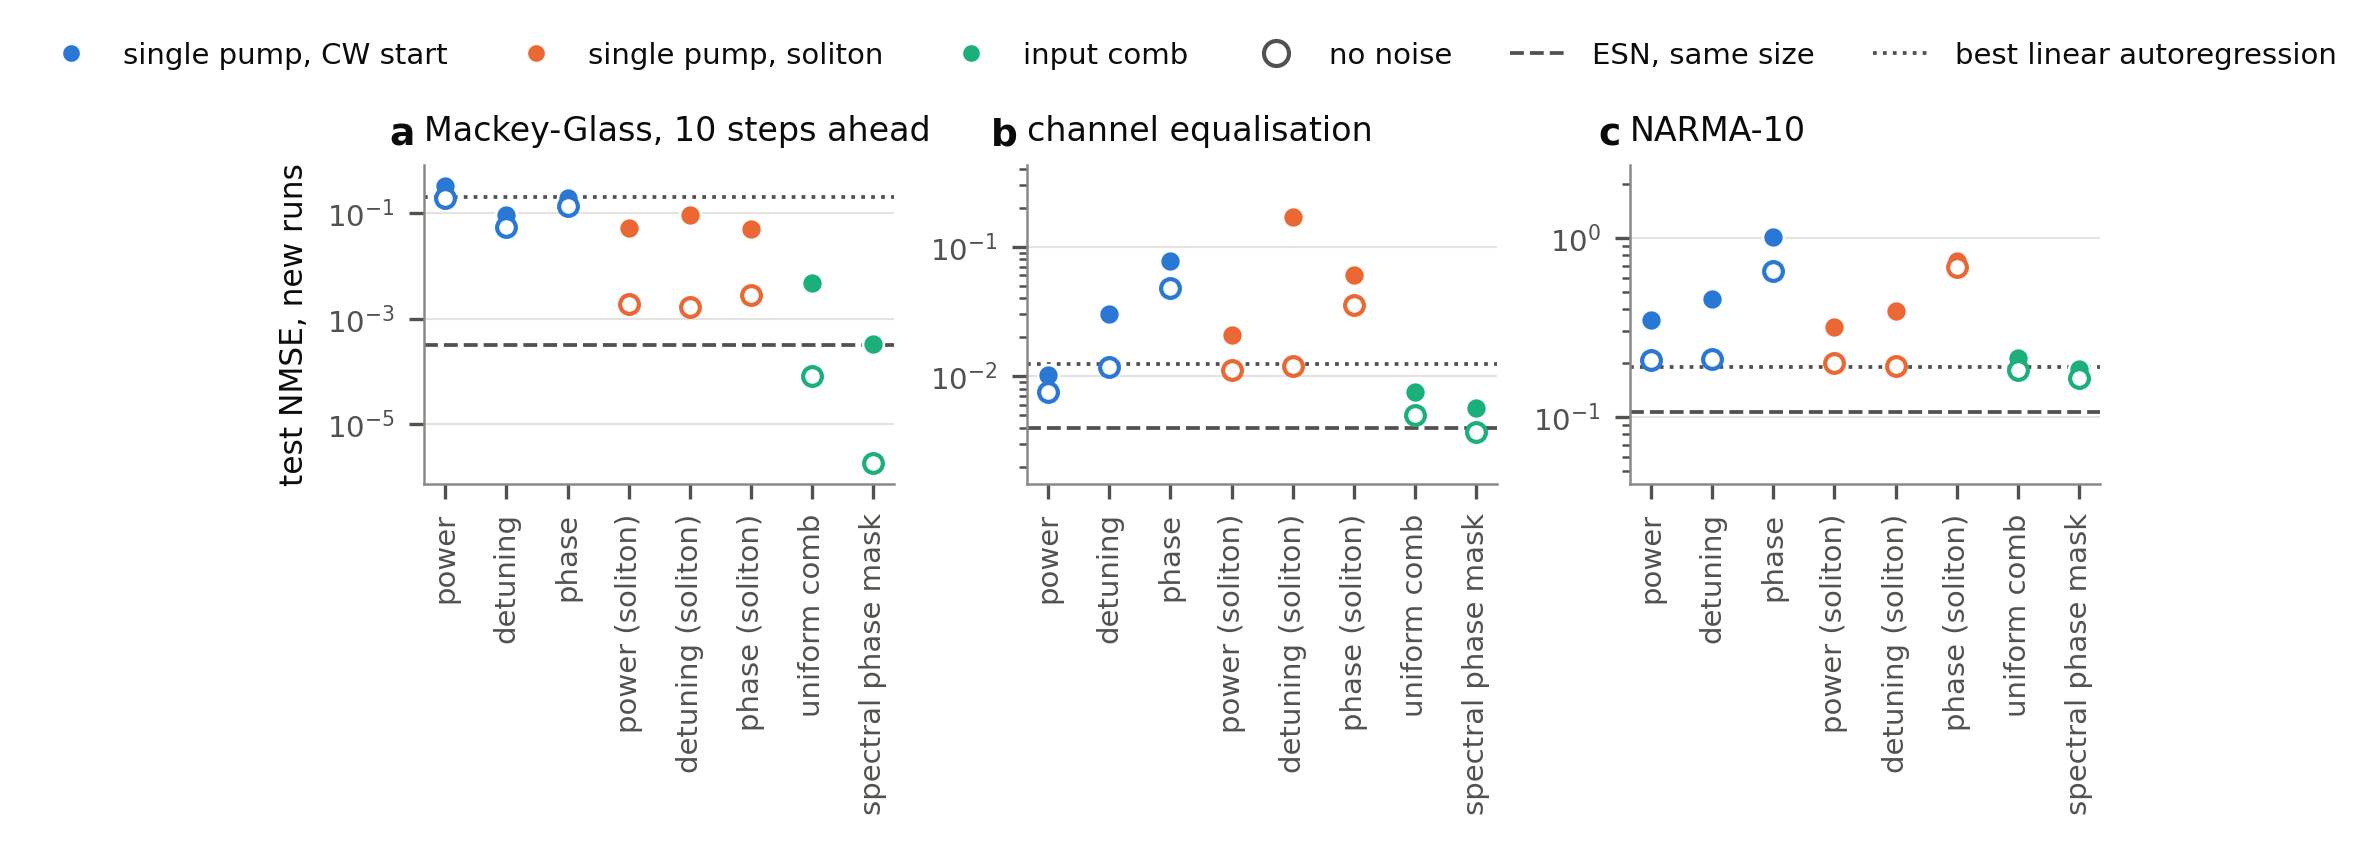 single pump, CW start
single pump, soliton
input comb
no noise
ESN, same size
best linear autoregression
a Mackey-Glass, 10 steps ahead
test NMSE, new runs
10⁻¹
10⁻³
10⁻⁵
power
detuning
phase
power (soliton)
detuning (soliton)
phase (soliton)
uniform comb
spectral phase mask
b channel equalisation
10⁻¹
10⁻²
power
detuning
phase
power (soliton)
detuning (soliton)
phase (soliton)
uniform comb
spectral phase mask
c NARMA-10
10⁰
10⁻¹
power
detuning
phase
power (soliton)
detuning (soliton)
phase (soliton)
uniform comb
spectral phase mask